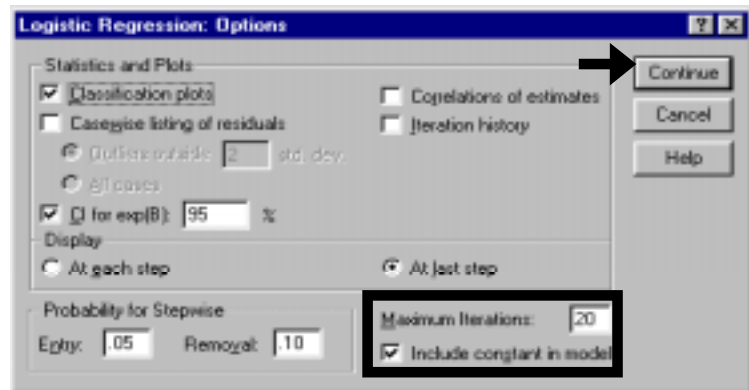 Logistic Regression: Options
Statistics and Plots
Classification plots
Correlations of estimates
Casewise listing of residuals
Iteration history
Outliers outside 2 std. dev.
All cases
CI for exp(B): 95 %
Display
At each step
At last step
Probability for Stepwise
Entry: .05 Removal: .10
Maximum Iterations: 20
Include constant in model
Continue
Cancel
Help